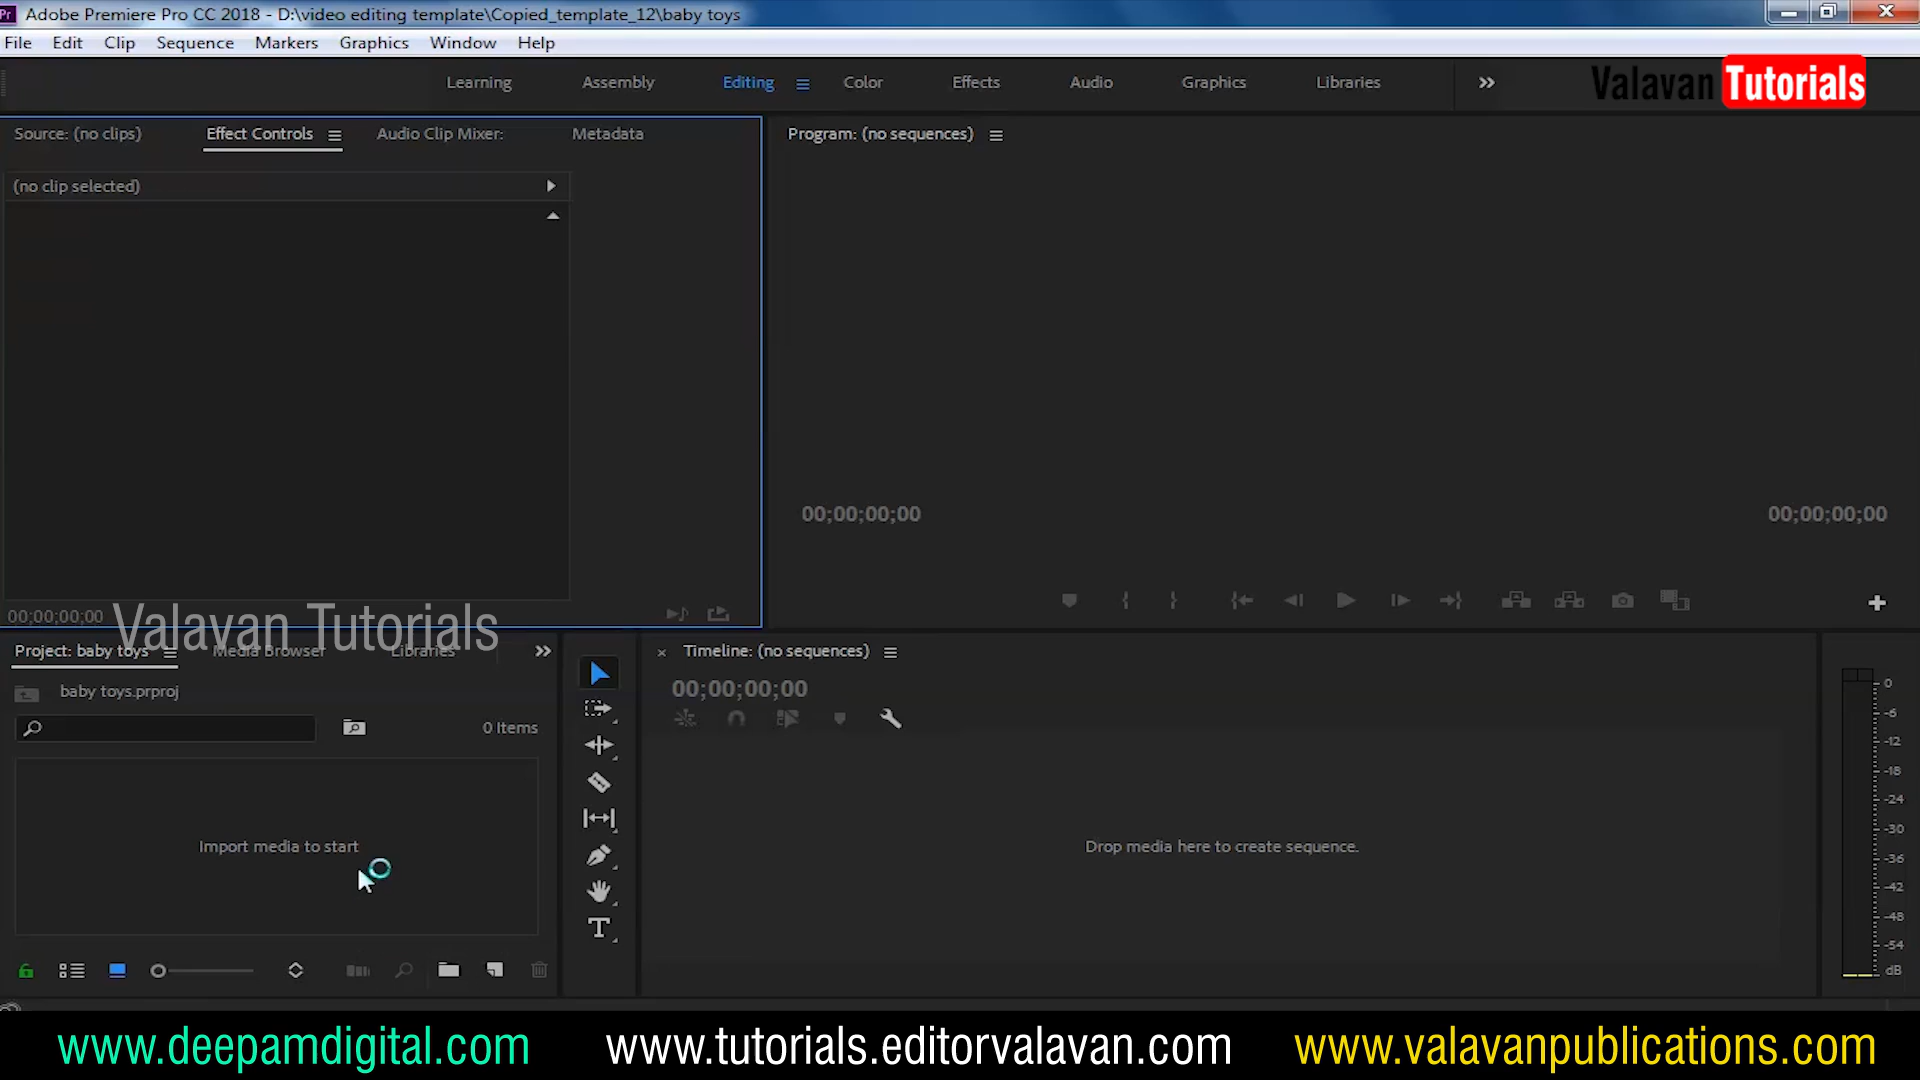 Adobe Premiere Pro CC 2018 - D:\video editing template\Copied_template_12\baby toys
File Edit Clip Sequence Markers Graphics Window Help
Learning Assembly Editing Color Effects Audio Graphics Libraries
Valavan Tutorials
Source: (no clips) Effect Controls Audio Clip Mixer: Metadata
Program: (no sequences)
(no clip selected)
00;00;00;00 00;00;00;00
00;00;00;00
Valavan Tutorials
Project: baby toys Media Browser Libraries
Timeline: (no sequences)
baby toys.prproj
00;00;00;00
0 Items
Import media to start
Drop media here to create sequence.
0
-6
-12
-18
-24
-30
-36
-42
-48
-54
dB
www.deepamdigital.com www.tutorials.editorvalavan.com www.valavanpublications.com